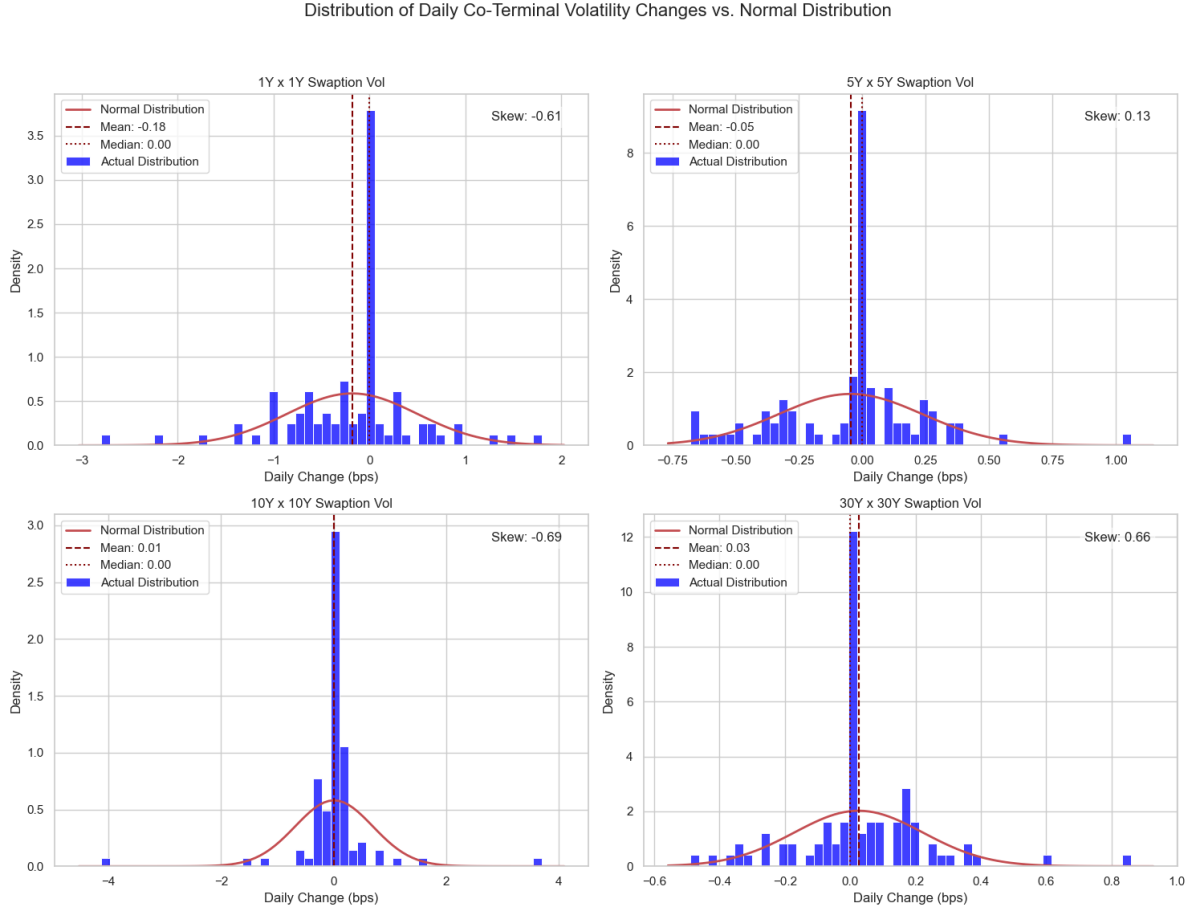 Distribution of Daily Co-Terminal Volatility Changes vs. Normal Distribution
1Y x 1Y Swaption Vol
Normal Distribution
Mean: -0.18
Median: 0.00
Actual Distribution
Skew: -0.61
3.5
3.0
2.5
2.0
1.5
1.0
0.5
0.0
Density
−3
−2
−1
0
1
2
Daily Change (bps)
5Y x 5Y Swaption Vol
Normal Distribution
Mean: -0.05
Median: 0.00
Actual Distribution
Skew: 0.13
8
6
4
2
0
Density
−0.75
−0.50
−0.25
0.00
0.25
0.50
0.75
1.00
Daily Change (bps)
10Y x 10Y Swaption Vol
Normal Distribution
Mean: 0.01
Median: 0.00
Actual Distribution
Skew: -0.69
3.0
2.5
2.0
1.5
1.0
0.5
0.0
Density
−4
−2
0
2
4
Daily Change (bps)
30Y x 30Y Swaption Vol
Normal Distribution
Mean: 0.03
Median: 0.00
Actual Distribution
Skew: 0.66
12
10
8
6
4
2
0
Density
−0.6
−0.4
−0.2
0.0
0.2
0.4
0.6
0.8
1.0
Daily Change (bps)